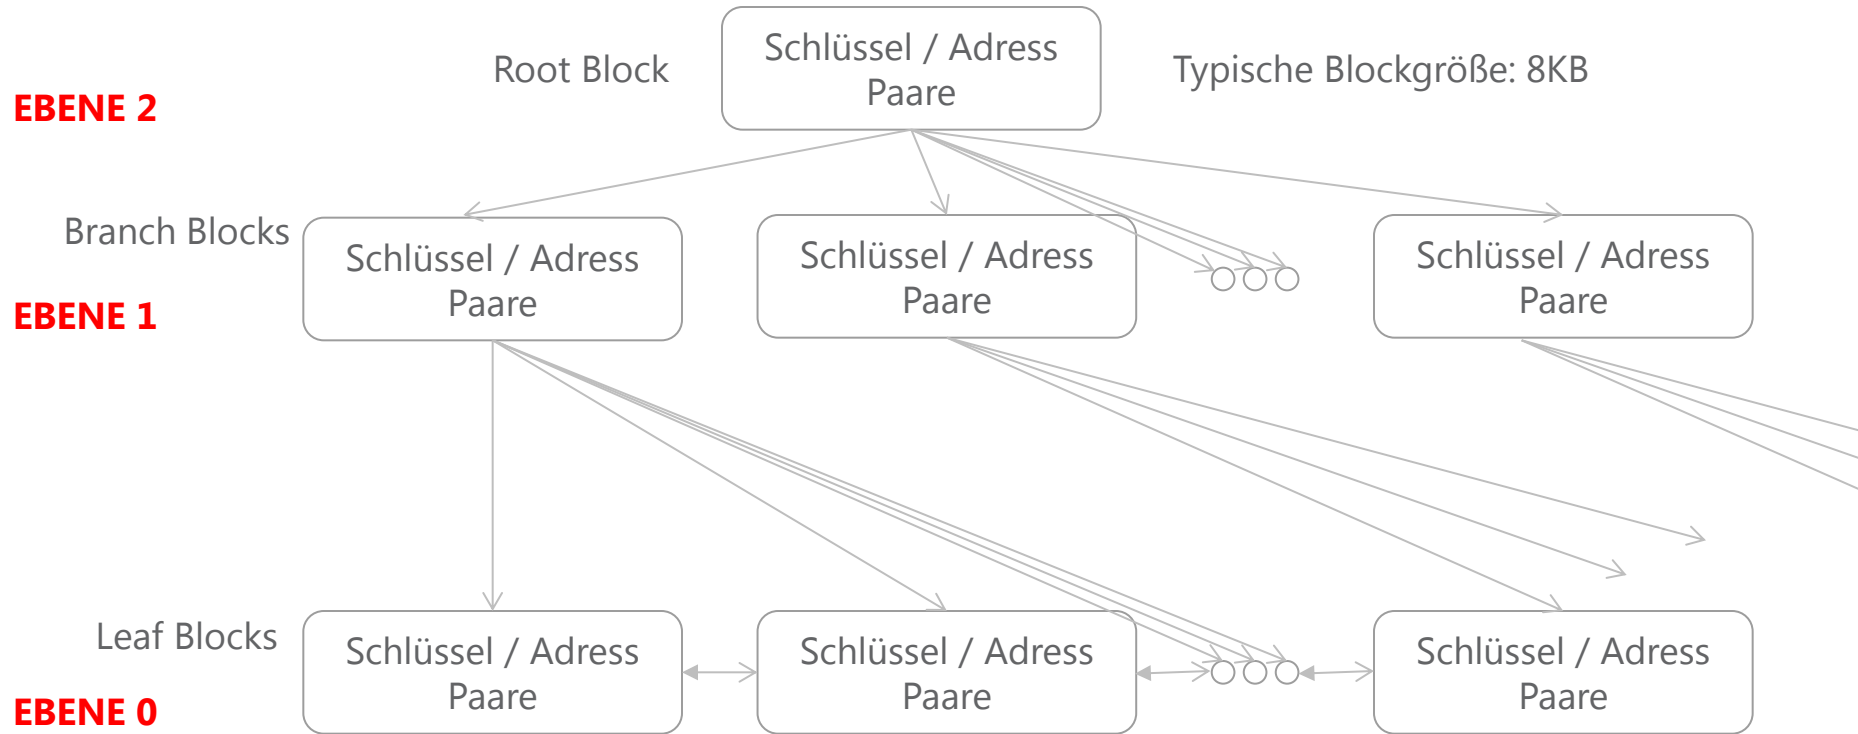 Root Block
Schlüssel / Adress
Paare
Typische Blockgröße: 8KB
EBENE 2
Branch Blocks
Schlüssel / Adress
Paare
Schlüssel / Adress
Paare
Schlüssel / Adress
Paare
EBENE 1
Leaf Blocks
Schlüssel / Adress
Paare
Schlüssel / Adress
Paare
Schlüssel / Adress
Paare
EBENE 0